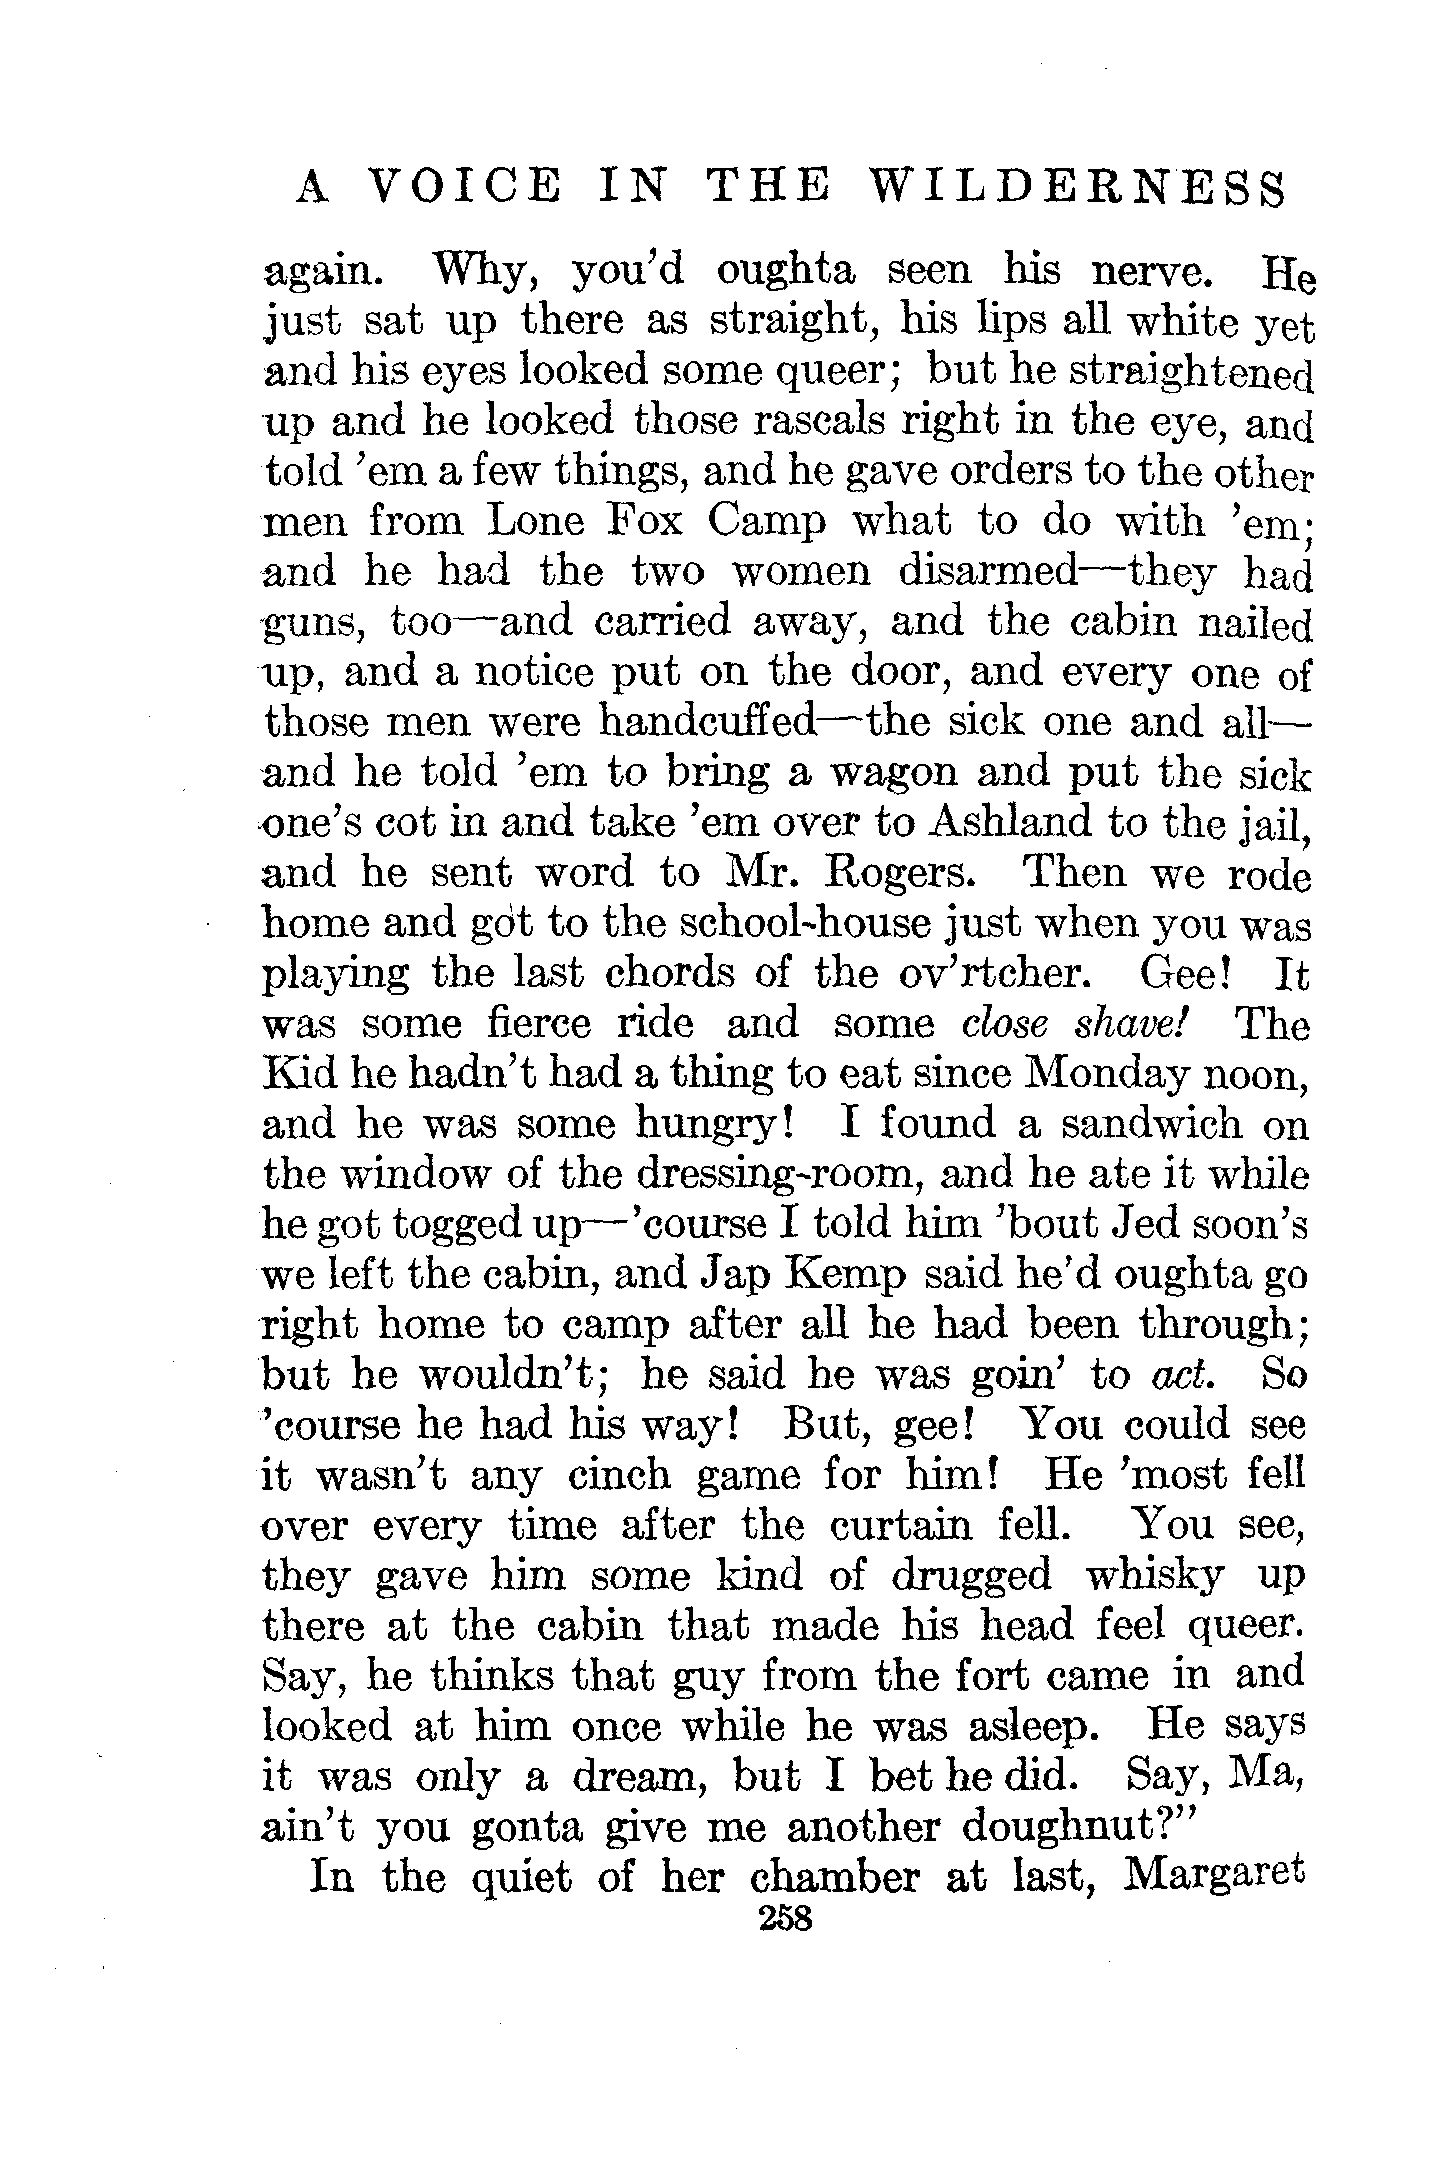 A VOICE IN THE WILDERNESS
again. Why, you'd oughta seen his nerve. He
just sat up there as straight, his lips all white yet
and his eyes looked some queer; but he straightened
up and he looked those rascals right in the eye, and
told 'em a few things, and he gave orders to the other
men from Lone Fox Camp what to do with 'em;
and he had the two women disarmed—they had
guns, too—and carried away, and the cabin nailed
up, and a notice put on the door, and every one of
those men were handcuffed—the sick one and all—
and he told 'em to bring a wagon and put the sick
one's cot in and take 'em over to Ashland to the jail,
and he sent word to Mr. Rogers. Then we rode
home and got to the school-house just when you was
playing the last chords of the ov'rtcher. Gee! It
was some fierce ride and some close shave! The
Kid he hadn't had a thing to eat since Monday noon,
and he was some hungry! I found a sandwich on
the window of the dressing-room, and he ate it while
he got togged up—'course I told him 'bout Jed soon's
we left the cabin, and Jap Kemp said he'd oughta go
right home to camp after all he had been through;
but he wouldn't; he said he was goin' to act. So
'course he had his way! But, gee! You could see
it wasn't any cinch game for him! He 'most fell
over every time after the curtain fell. You see,
they gave him some kind of drugged whisky up
there at the cabin that made his head feel queer.
Say, he thinks that guy from the fort came in and
looked at him once while he was asleep. He says
it was only a dream, but I bet he did. Say, Ma,
ain't you gonta give me another doughnut?"
In the quiet of her chamber at last, Margaret
258